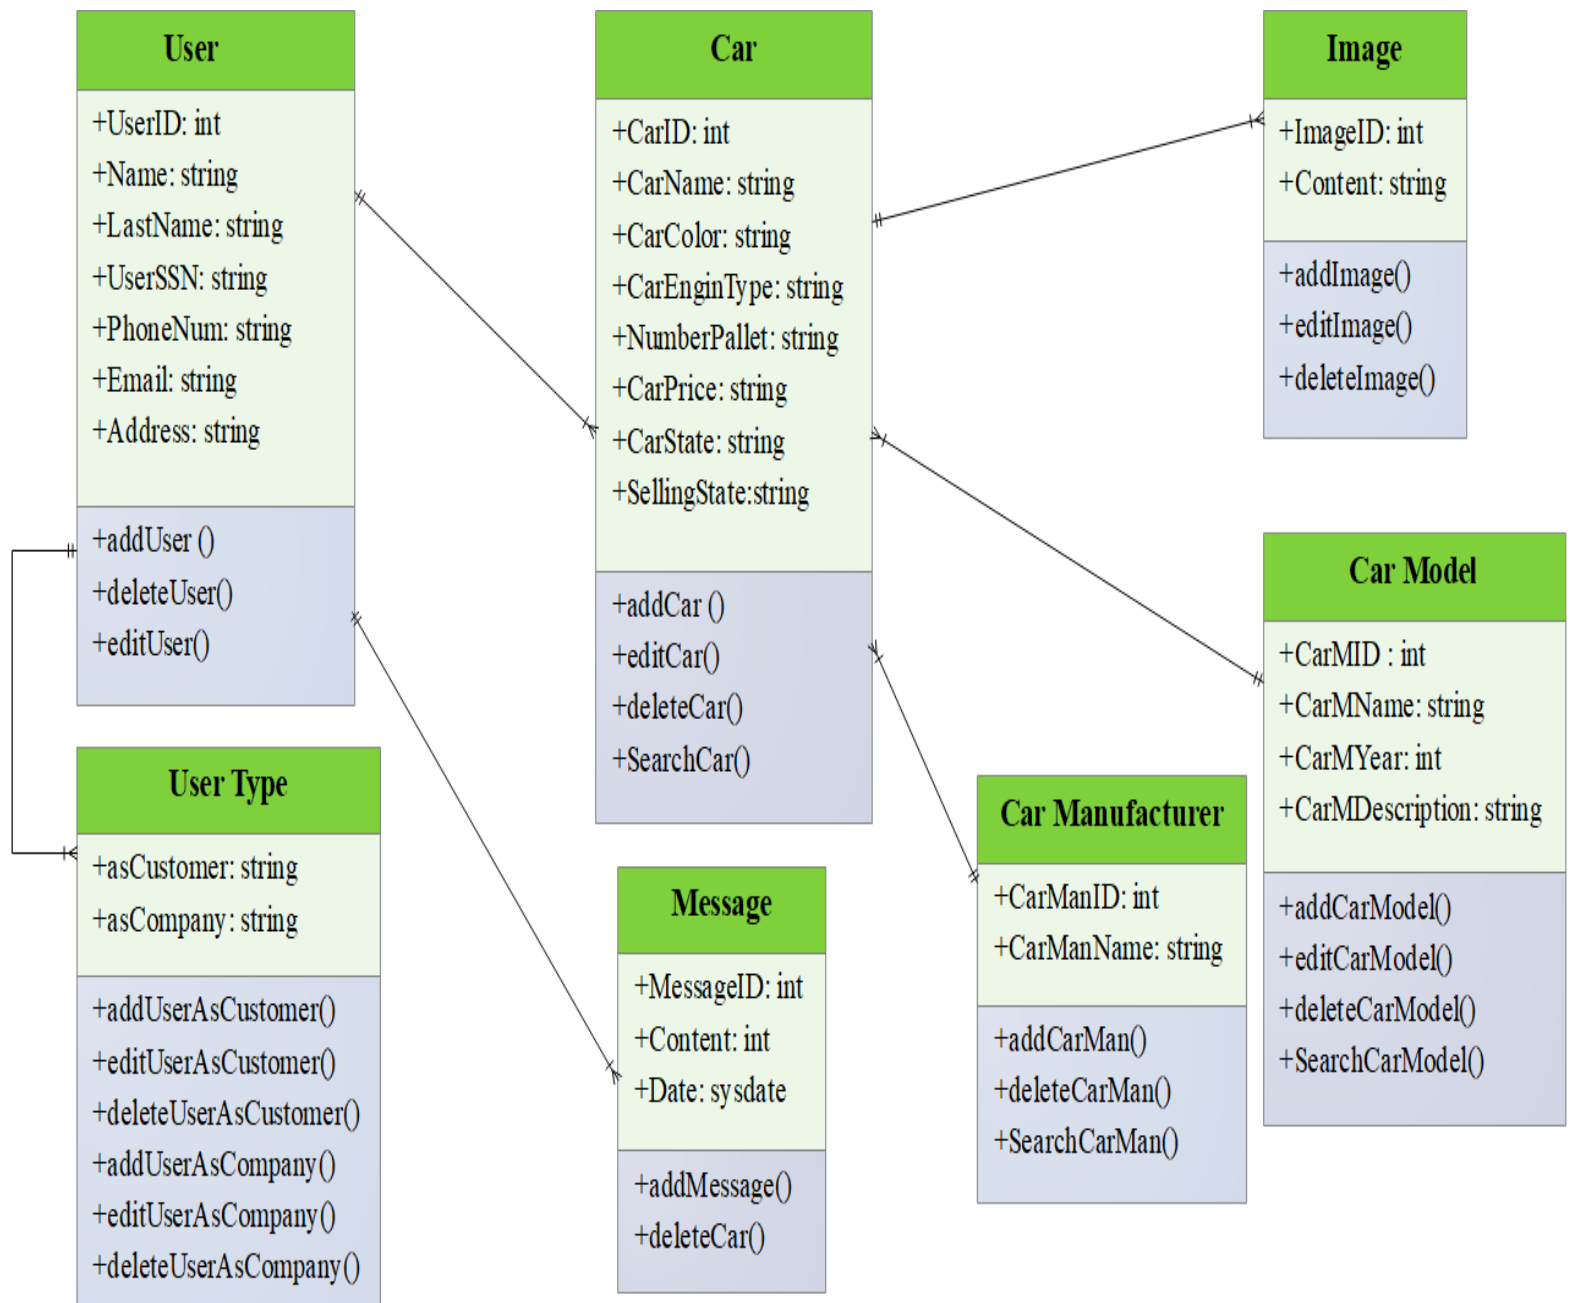 User
+UserID: int
+Name: string
+LastName: string
+UserSSN: string
+PhoneNum: string
+Email: string
+Address: string
+addUser ()
+deleteUser()
+editUser()
User Type
+asCustomer: string
+asCompany: string
+addUserAsCustomer()
+editUserAsCustomer()
+deleteUserAsCustomer()
+addUserAsCompany()
+editUserAsCompany()
+deleteUserAsCompany()
Car
+CarID: int
+CarName: string
+CarColor: string
+CarEnginType: string
+NumberPallet: string
+CarPrice: string
+CarState: string
+SellingState:string
+addCar ()
+editCar()
+deleteCar()
+SearchCar()
Message
+MessageID: int
+Content: int
+Date: sysdate
+addMessage()
+deleteCar()
Image
+ImageID: int
+Content: string
+addImage()
+editImage()
+deleteImage()
Car Manufacturer
+CarManID: int
+CarManName: string
+addCarMan()
+deleteCarMan()
+SearchCarMan()
Car Model
+CarMID : int
+CarMName: string
+CarMYear: int
+CarMDescription: string
+addCarModel()
+editCarModel()
+deleteCarModel()
+SearchCarModel()